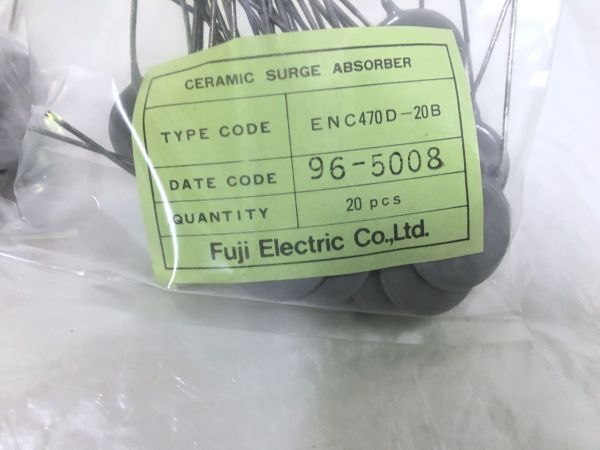 CERAMIC SURGE ABSORBER
TYPE CODE ENC470D-20B
DATE CODE 96-5008
QUANTITY 20 pcs
Fuji Electric Co.,Ltd.